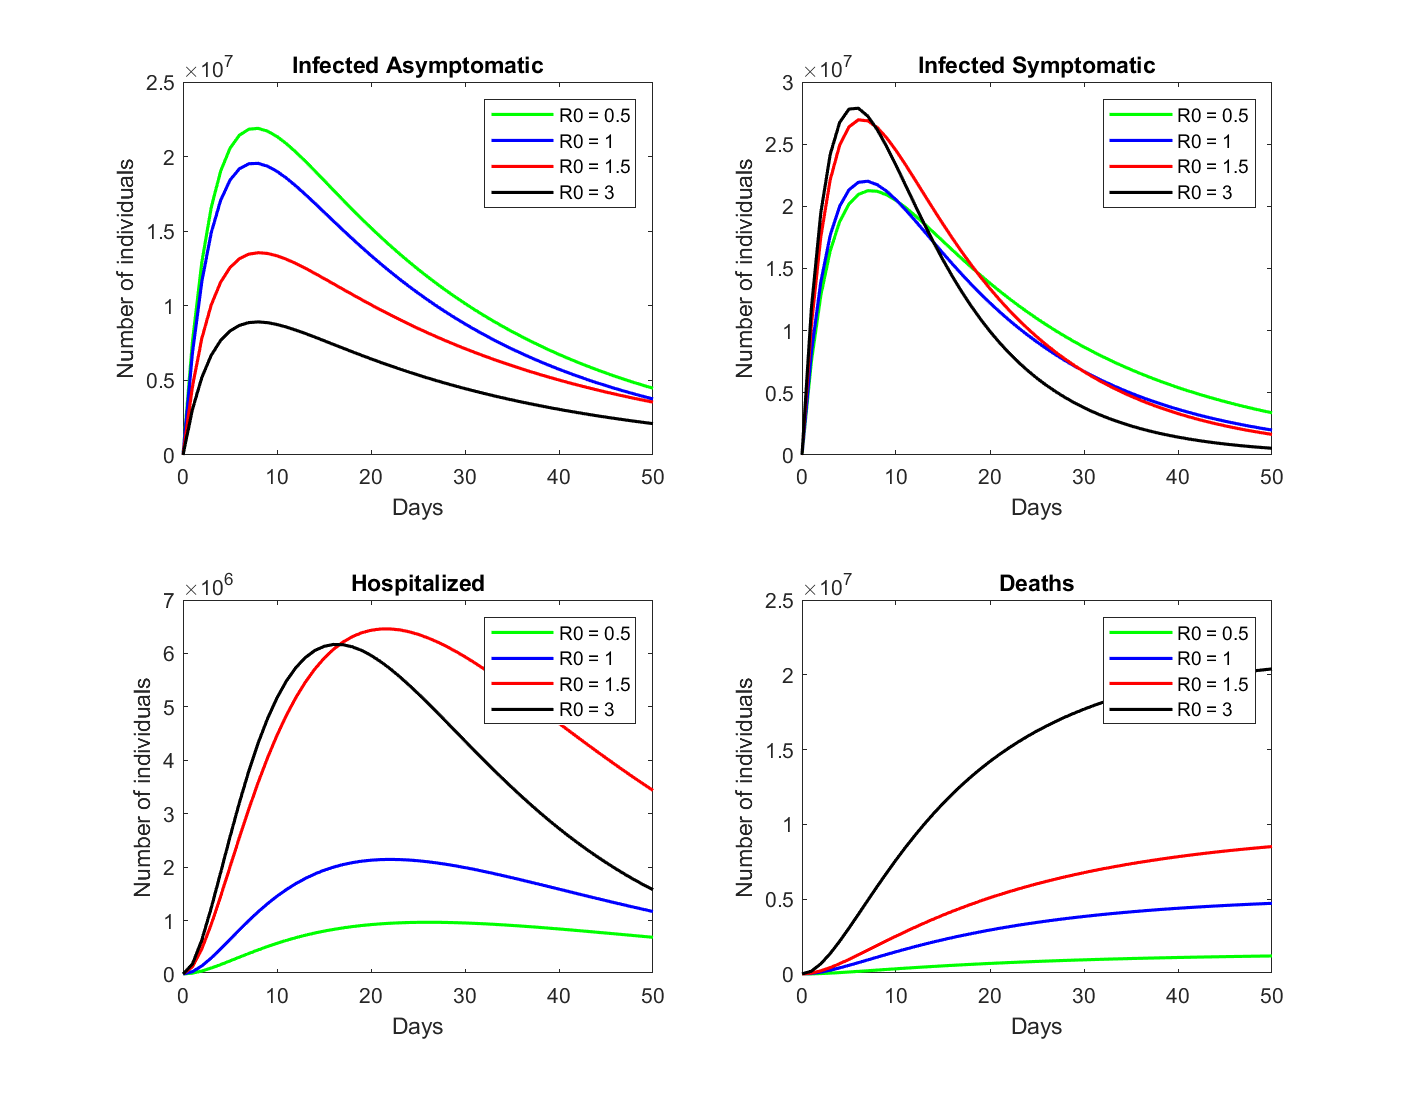 Infected Asymptomatic
×10^7
2.5
2
1.5
1
0.5
0
Number of individuals
R0 = 0.5
R0 = 1
R0 = 1.5
R0 = 3
0 10 20 30 40 50
Days
Infected Symptomatic
×10^7
3
2.5
2
1.5
1
0.5
0
Number of individuals
R0 = 0.5
R0 = 1
R0 = 1.5
R0 = 3
0 10 20 30 40 50
Days
Hospitalized
×10^6
7
6
5
4
3
2
1
0
Number of individuals
R0 = 0.5
R0 = 1
R0 = 1.5
R0 = 3
0 10 20 30 40 50
Days
Deaths
×10^7
2.5
2
1.5
1
0.5
0
Number of individuals
R0 = 0.5
R0 = 1
R0 = 1.5
R0 = 3
0 10 20 30 40 50
Days